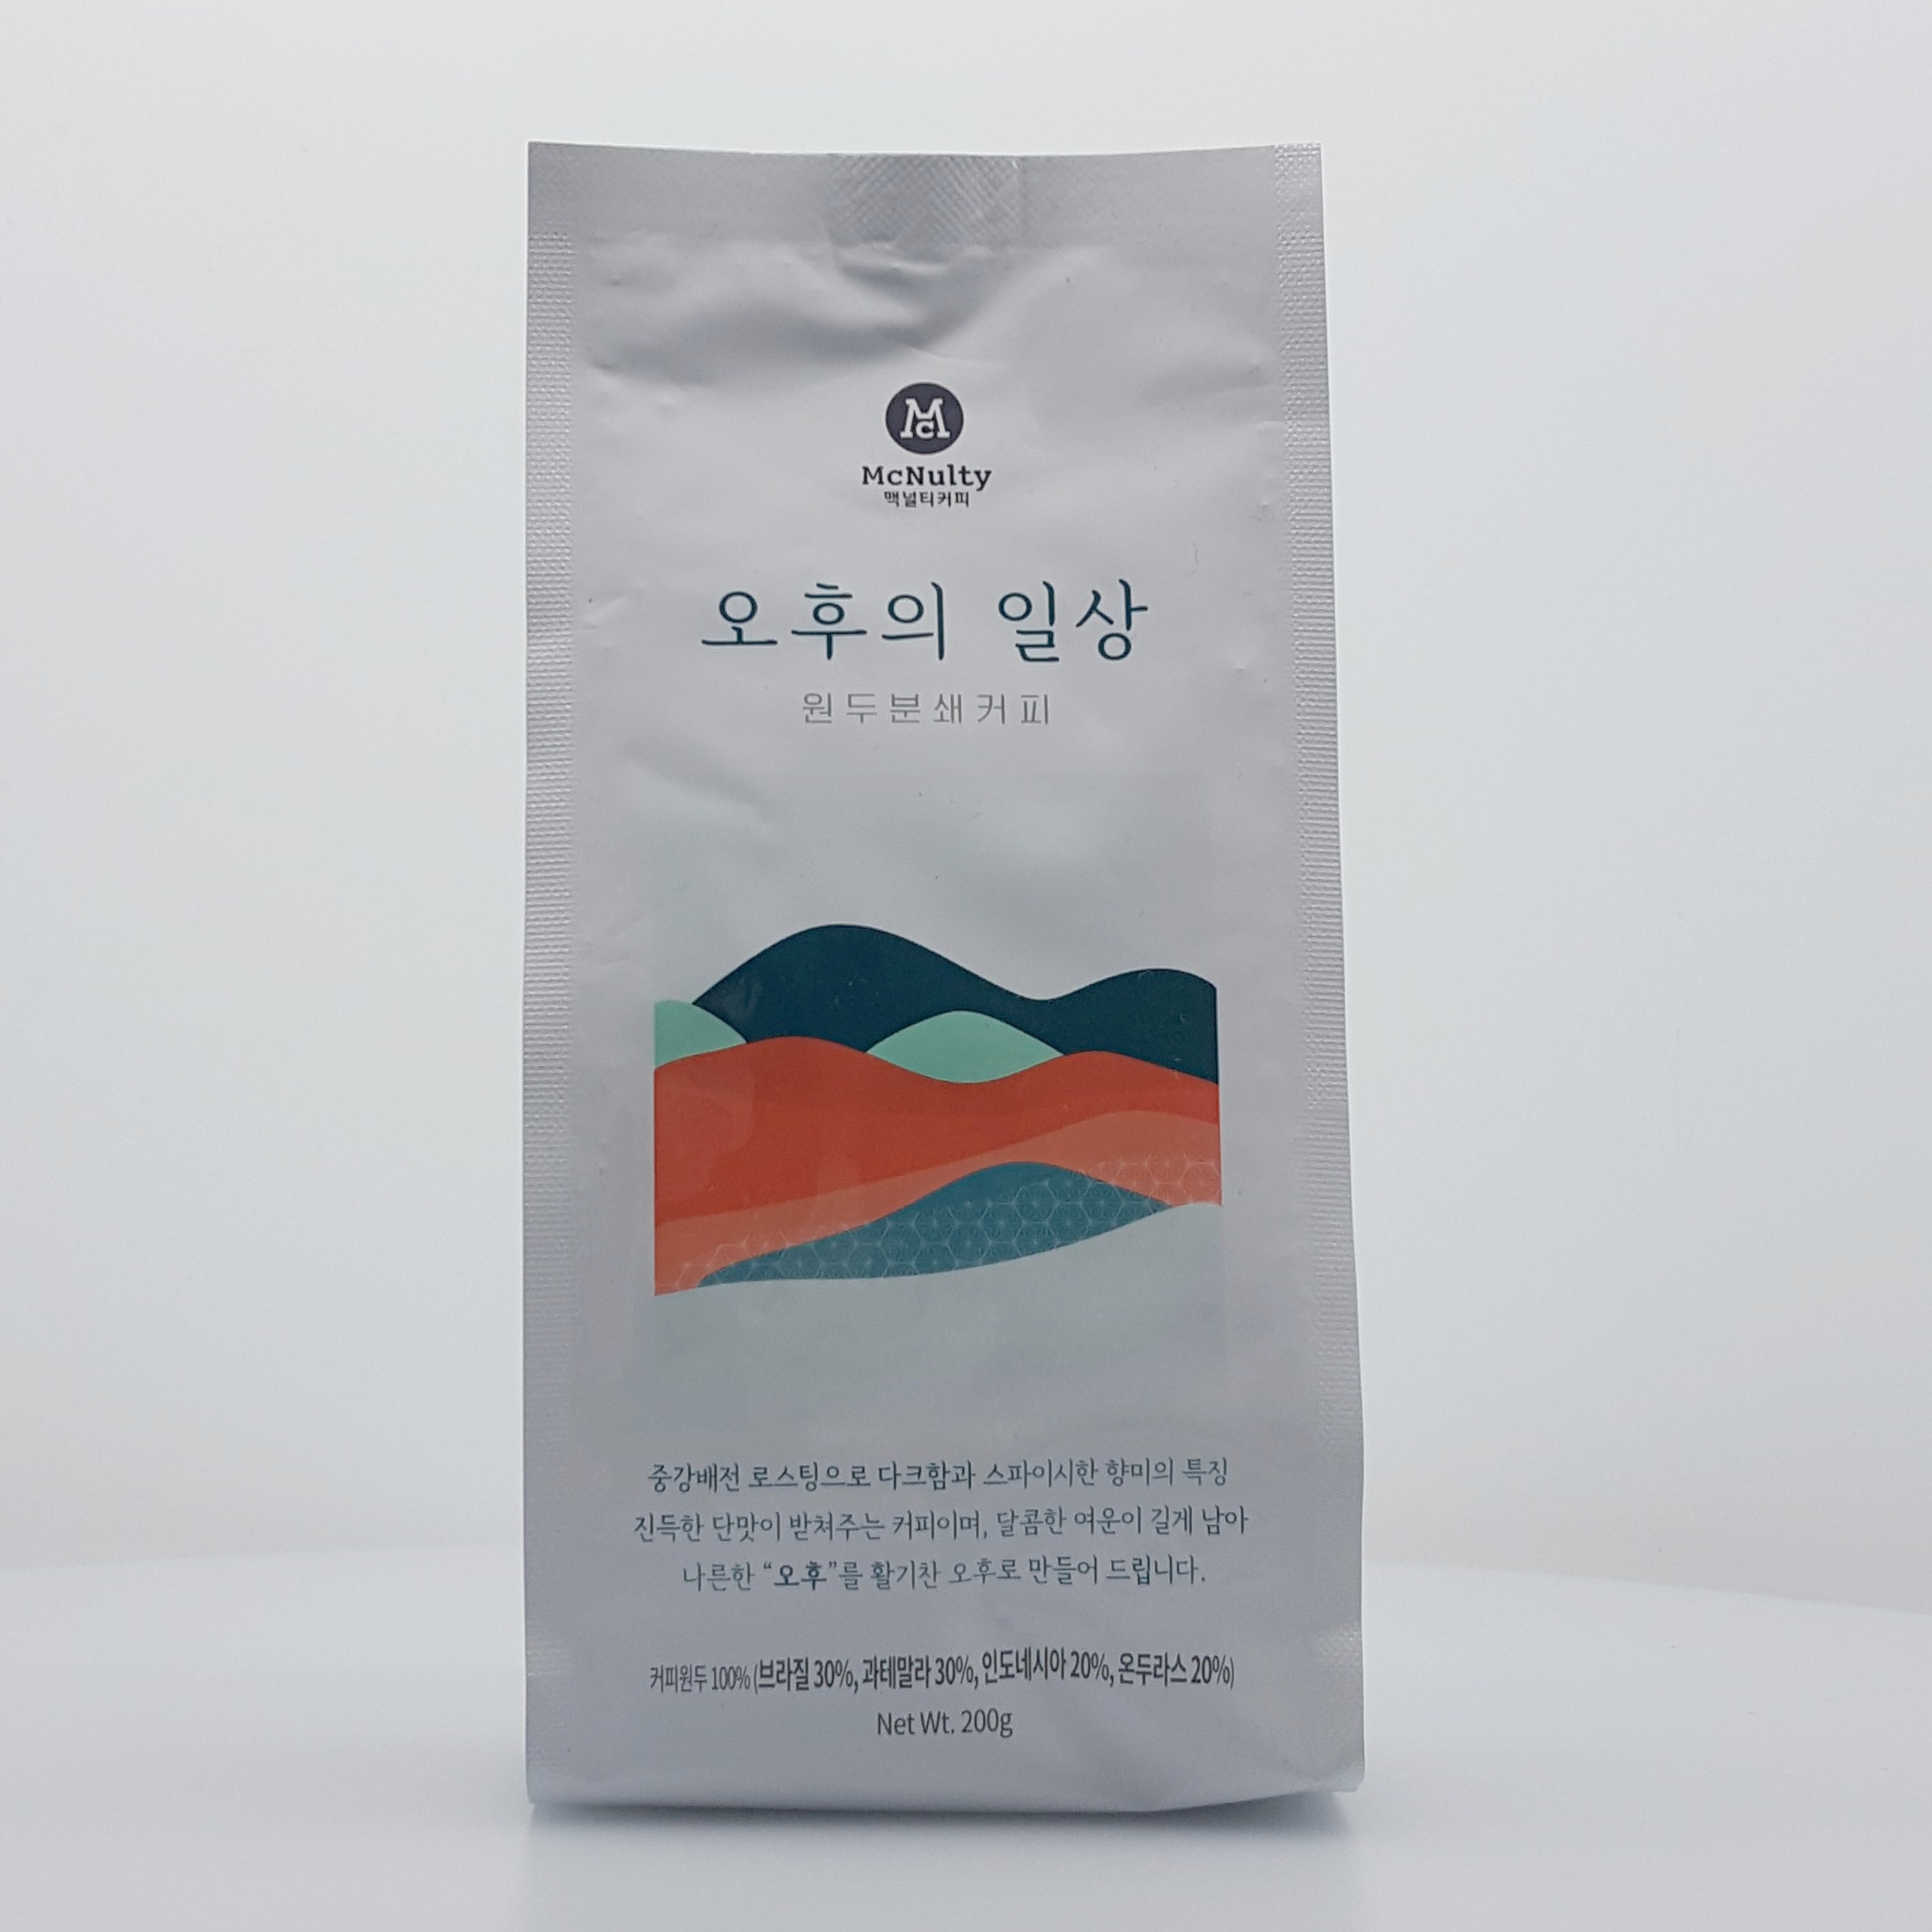 Mc
McNulty
맥널티커피
오후의 일상
원두분쇄커피
중강배전 로스팅으로 다크함과 스파이시한 향미의 특징
진득한 단맛이 받쳐주는 커피이며, 달콤한 여운이 길게 남아
나른한 “오후”를 활기찬 오후로 만들어 드립니다.
커피원두 100% (브라질 30%, 과테말라 30%, 인도네시아 20%, 온두라스 20%)
Net Wt. 200g